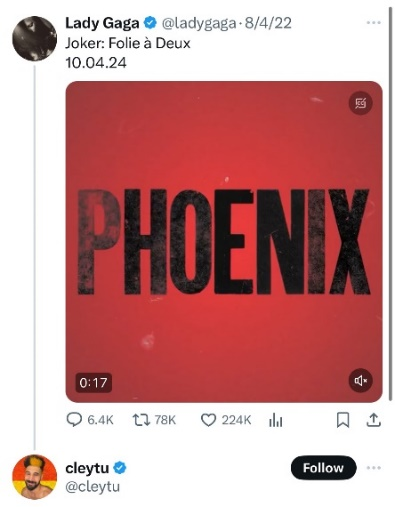 Lady Gaga @ladygaga · 8/4/22
Joker: Folie à Deux
10.04.24
PHOENIX
0:17
6.4K 78K 224K
cleytu Follow
@cleytu